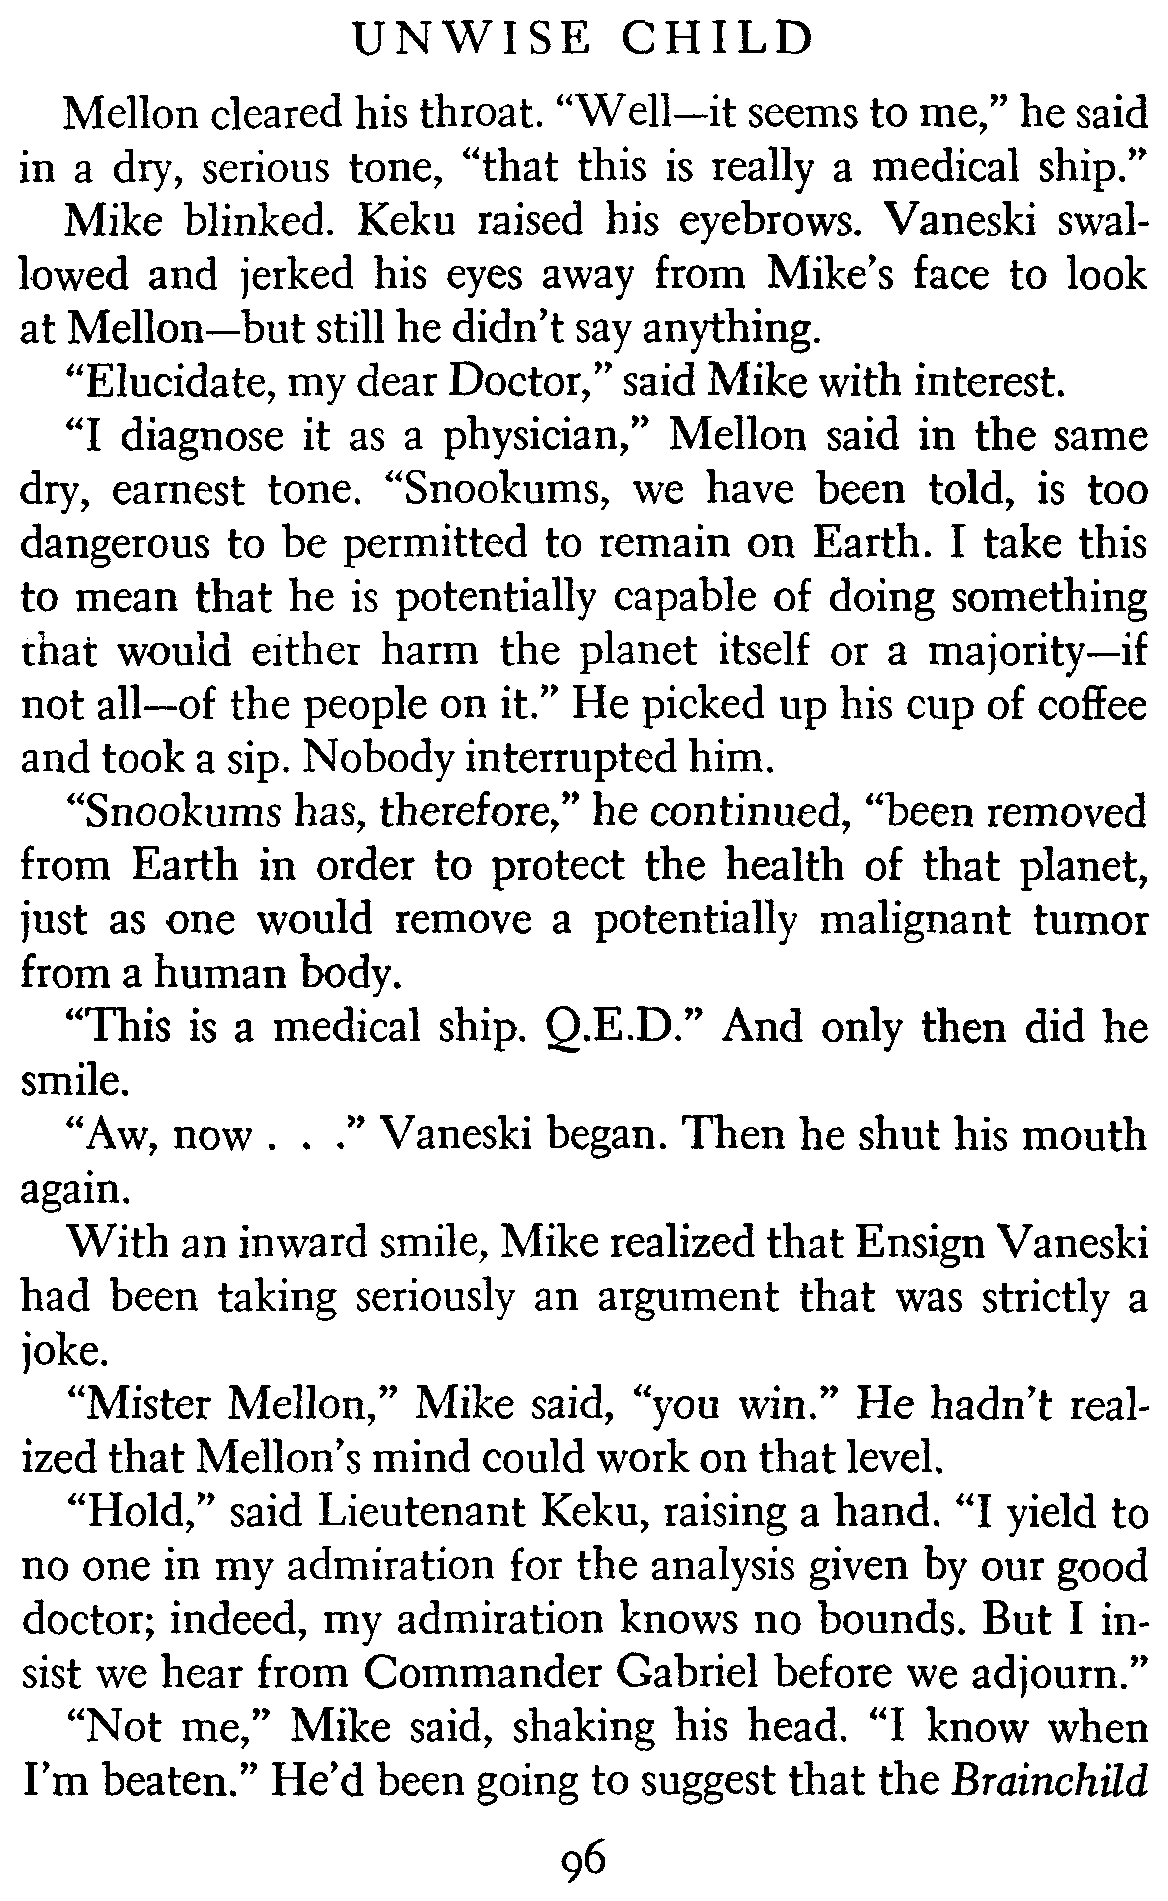 UNWISE CHILD
Mellon cleared his throat. “Well—it seems to me,” he said
in a dry, serious tone, “that this is really a medical ship.”
Mike blinked. Keku raised his eyebrows. Vaneski swal-
lowed and jerked his eyes away from Mike’s face to look
at Mellon—but still he didn’t say anything.
“Elucidate, my dear Doctor,” said Mike with interest.
“I diagnose it as a physician,” Mellon said in the same
dry, earnest tone. “Snookums, we have been told, is too
dangerous to be permitted to remain on Earth. I take this
to mean that he is potentially capable of doing something
that would either harm the planet itself or a majority—if
not all—of the people on it.” He picked up his cup of coffee
and took a sip. Nobody interrupted him.
“Snookums has, therefore,” he continued, “been removed
from Earth in order to protect the health of that planet,
just as one would remove a potentially malignant tumor
from a human body.
“This is a medical ship. Q.E.D.” And only then did he
smile.
“Aw, now . . .” Vaneski began. Then he shut his mouth
again.
With an inward smile, Mike realized that Ensign Vaneski
had been taking seriously an argument that was strictly a
joke.
“Mister Mellon,” Mike said, “you win.” He hadn’t real-
ized that Mellon’s mind could work on that level.
“Hold,” said Lieutenant Keku, raising a hand. “I yield to
no one in my admiration for the analysis given by our good
doctor; indeed, my admiration knows no bounds. But I in-
sist we hear from Commander Gabriel before we adjourn.”
“Not me,” Mike said, shaking his head. “I know when
I’m beaten.” He’d been going to suggest that the Brainchild
96